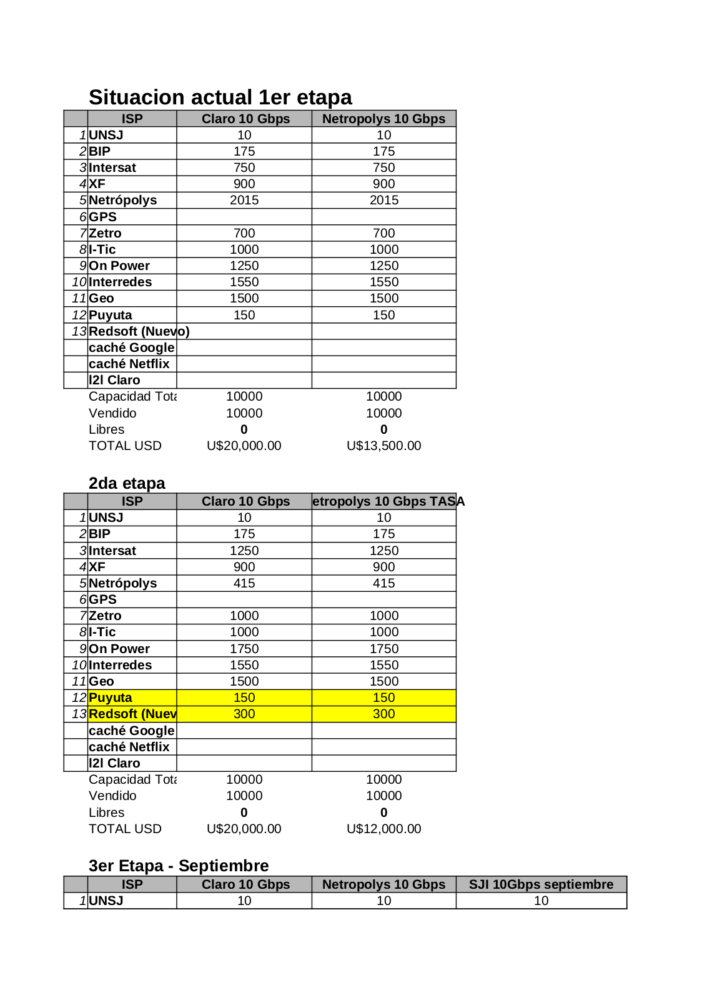 Situacion actual 1er etapa
ISP Claro 10 Gbps Netropolys 10 Gbps
1 UNSJ 10 10
2 BIP 175 175
3 Intersat 750 750
4 XF 900 900
5 Netrópolys 2015 2015
6 GPS
7 Zetro 700 700
8 I-Tic 1000 1000
9 On Power 1250 1250
10 Interredes 1550 1550
11 Geo 1500 1500
12 Puyuta 150 150
13 Redsoft (Nuevo)
caché Google
caché Netflix
l2l Claro
Capacidad Tota 10000 10000
Vendido 10000 10000
Libres 0 0
TOTAL USD U$20,000.00 U$13,500.00
2da etapa
ISP Claro 10 Gbps etropolys 10 Gbps TASA
1 UNSJ 10 10
2 BIP 175 175
3 Intersat 1250 1250
4 XF 900 900
5 Netrópolys 415 415
6 GPS
7 Zetro 1000 1000
8 I-Tic 1000 1000
9 On Power 1750 1750
10 Interredes 1550 1550
11 Geo 1500 1500
12 Puyuta 150 150
13 Redsoft (Nuev 300 300
caché Google
caché Netflix
l2l Claro
Capacidad Tota 10000 10000
Vendido 10000 10000
Libres 0 0
TOTAL USD U$20,000.00 U$12,000.00
3er Etapa - Septiembre
ISP Claro 10 Gbps Netropolys 10 Gbps SJI 10Gbps septiembre
1 UNSJ 10 10 10